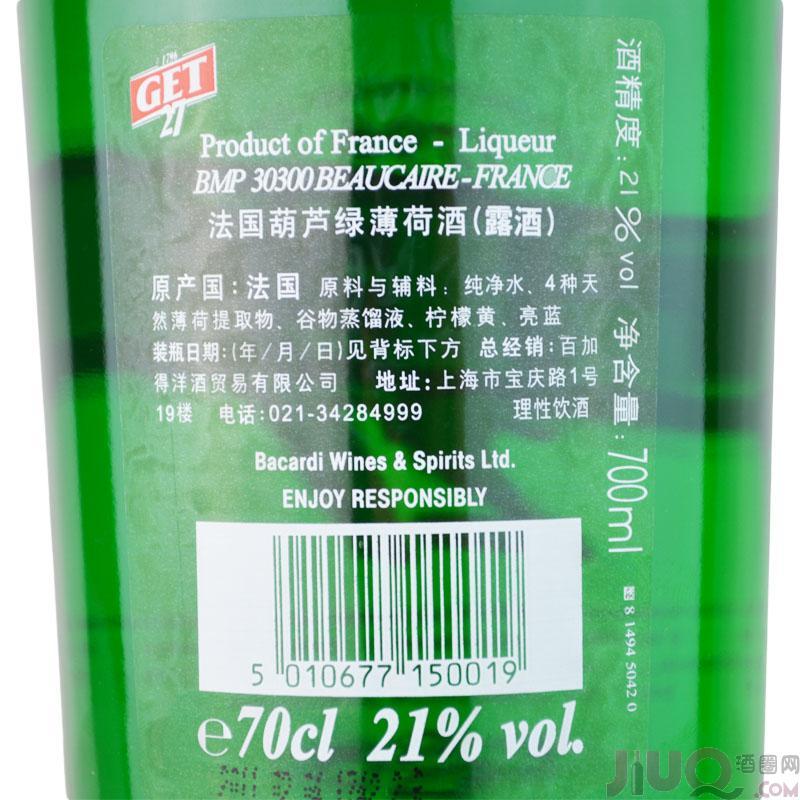 1796
GET
27
Product of France - Liqueur
BMP 30300 BEAUCAIRE-FRANCE
法国葫芦绿薄荷酒(露酒)
原产国:法国 原料与辅料:纯净水、4种天
然薄荷提取物、谷物蒸馏液、柠檬黄、亮蓝
装瓶日期:(年/月/日)见背标下方 总经销:百加
得洋酒贸易有限公司 地址:上海市宝庆路1号
19楼 电话:021-34284999 理性饮酒
Bacardi Wines & Spirits Ltd.
ENJOY RESPONSIBLY
5 010677 150019
e70cl 21% vol.
酒精度:21%vol 净含量:700ml
8 1494 5042 0
JIUQ 酒圈网
.COM